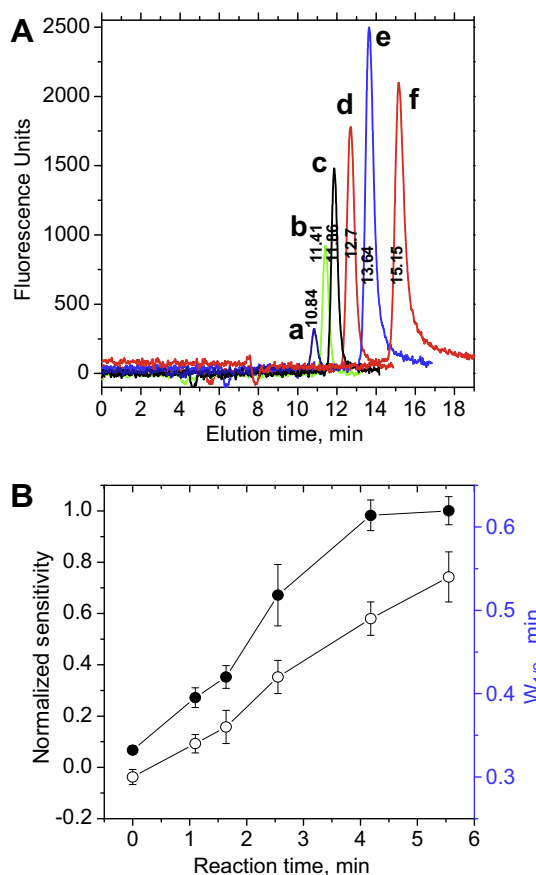 A
2500
2000
1500
1000
500
0
Fluorescence Units
a
b
c
d
e
f
10.84
11.41
11.86
12.7
13.64
15.15
0 2 4 6 8 10 12 14 16 18
Elution time, min
B
1.0
0.8
0.6
0.4
0.2
0.0
-0.2
Normalized sensitivity
0.6
0.5
0.4
0.3
W1/2, min
0 1 2 3 4 5 6
Reaction time, min